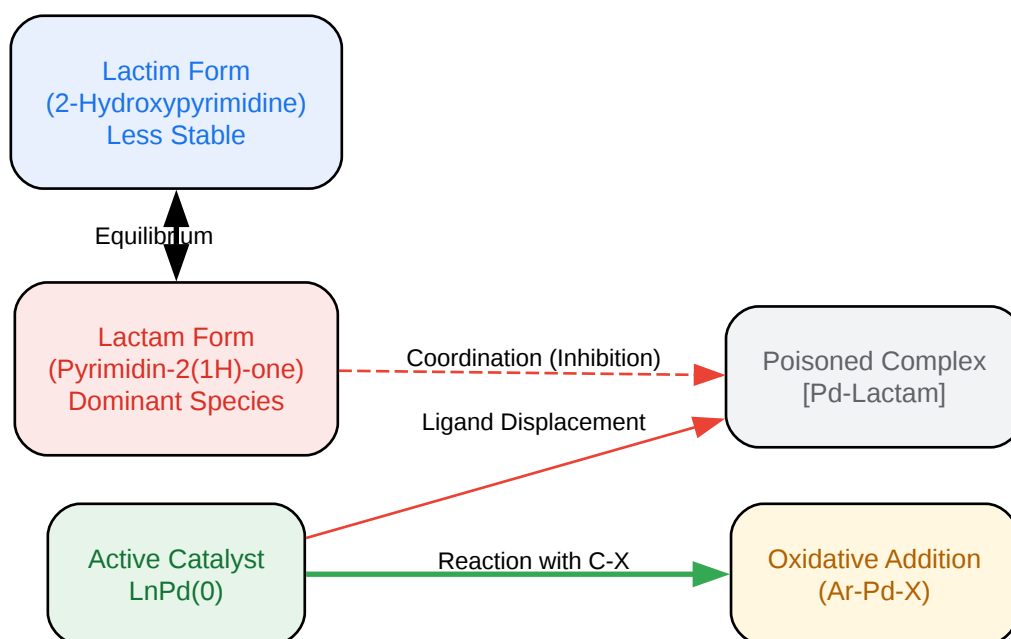 Lactim Form
(2-Hydroxypyrimidine)
Less Stable
Equilibrium
Lactam Form
(Pyrimidin-2(1H)-one)
Dominant Species
Coordination (Inhibition)
Poisoned Complex
[Pd-Lactam]
Ligand Displacement
Active Catalyst
LnPd(0)
Reaction with C-X
Oxidative Addition
(Ar-Pd-X)